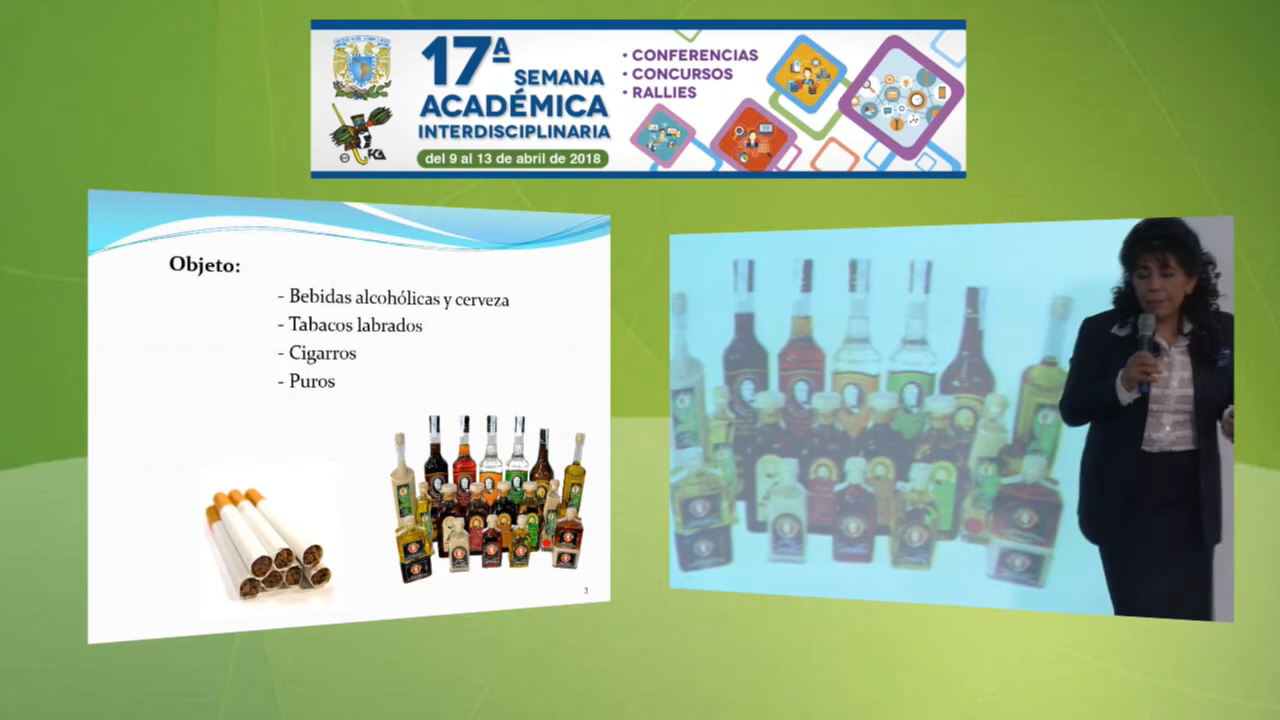 17ª
SEMANA
ACADÉMICA
INTERDISCIPLINARIA
del 9 al 13 de abril de 2018
• CONFERENCIAS
• CONCURSOS
• RALLIES
FCA
Objeto:
- Bebidas alcohólicas y cerveza
- Tabacos labrados
- Cigarros
- Puros
3